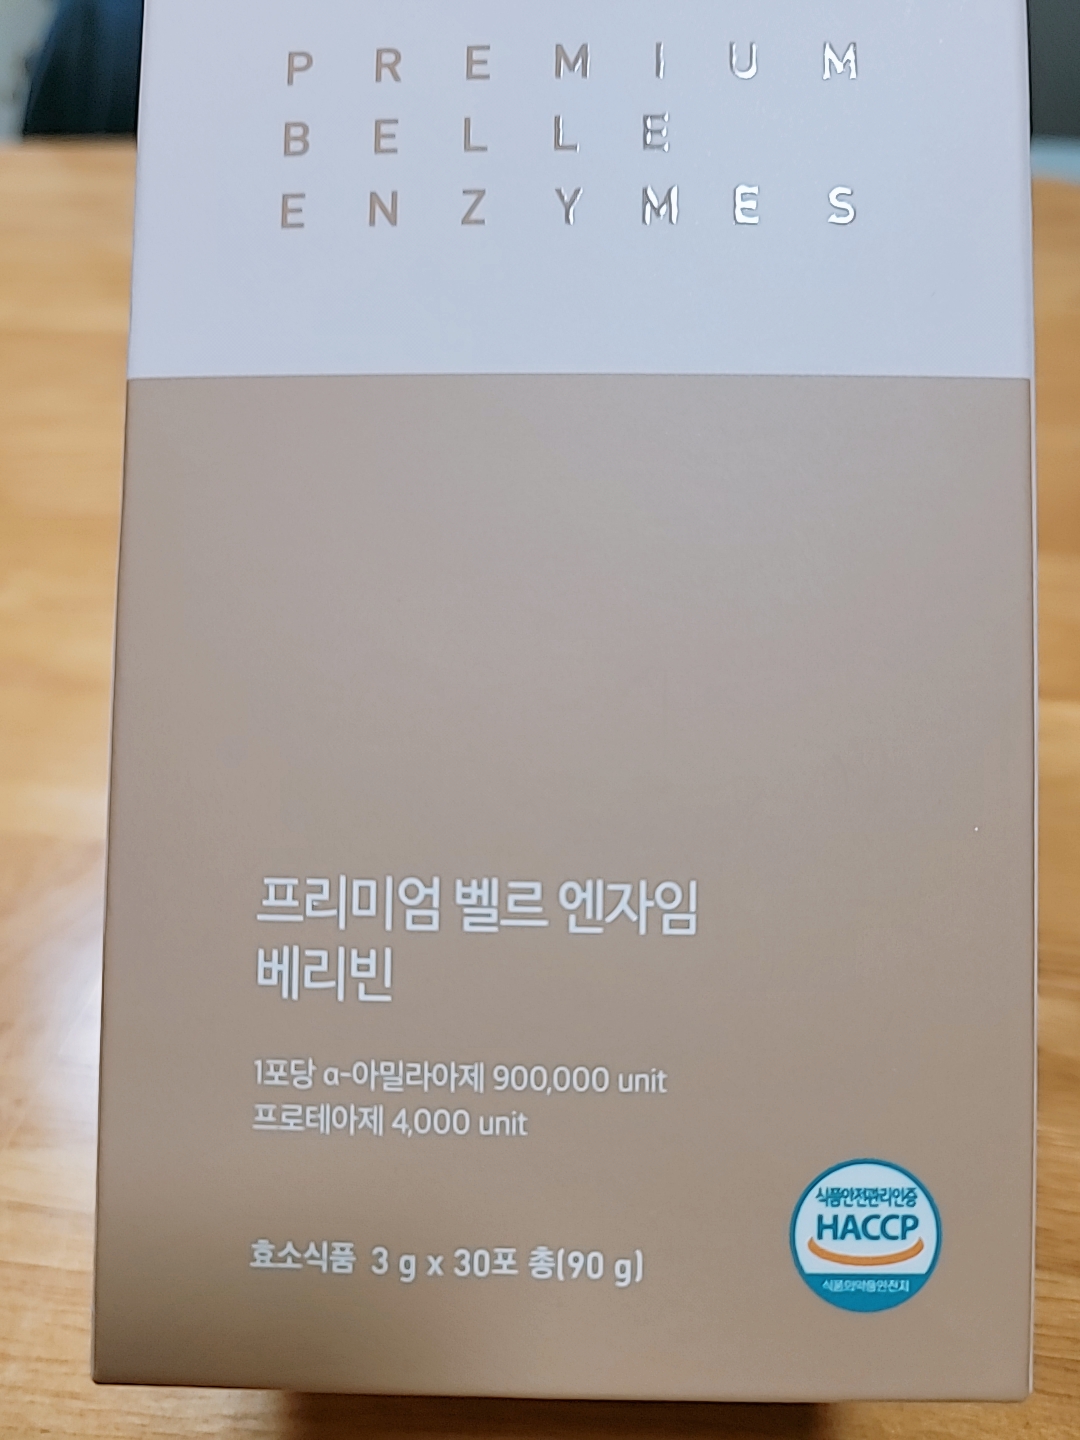 PREMIUM
BELLE
ENZYMES
프리미엄 벨르 엔자임
베리빈
1포당 α-아밀라아제 900,000 unit
프로테아제 4,000 unit
효소식품 3 g x 30포 총(90 g)
식품안전관리인증
HACCP
식품의약품안전처